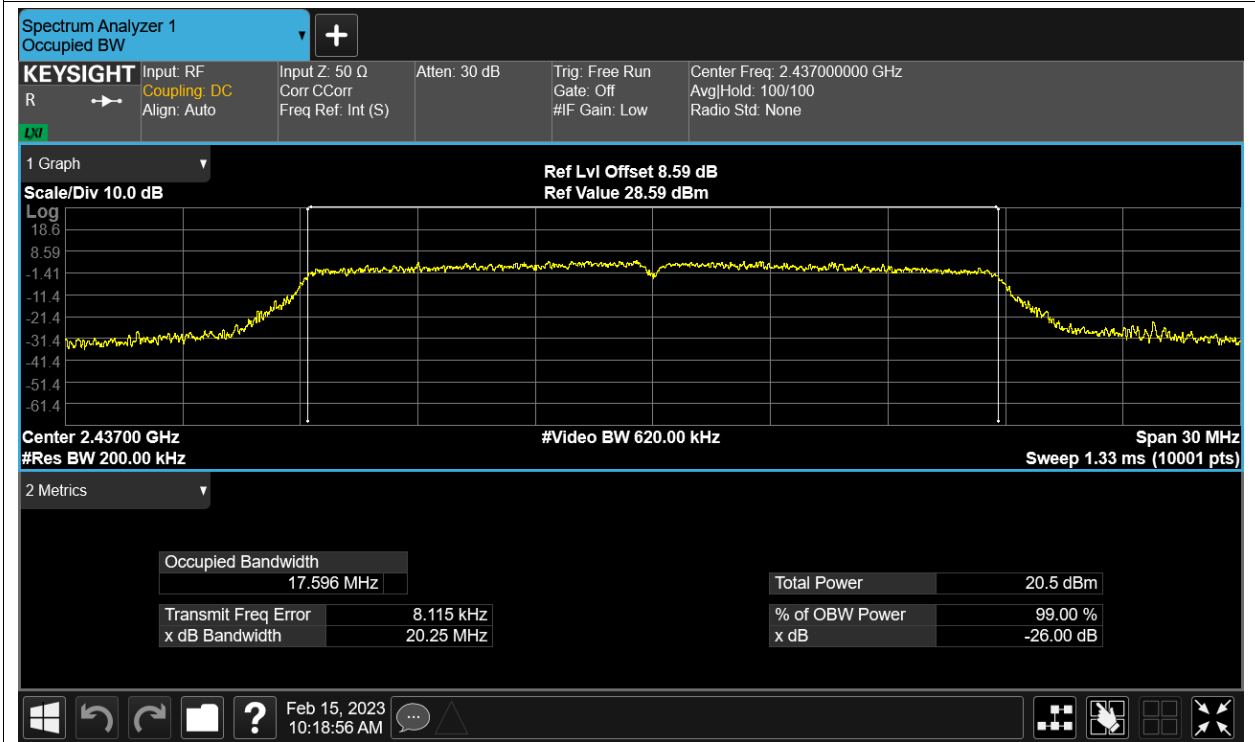 Spectrum Analyzer 1
Occupied BW
KEYSIGHT
R
LXI
Input: RF
Coupling: DC
Align: Auto
Input Z: 50 Ω
Corr CCorr
Freq Ref: Int (S)
Atten: 30 dB
Trig: Free Run
Gate: Off
#IF Gain: Low
Center Freq: 2.437000000 GHz
Avg|Hold: 100/100
Radio Std: None
1 Graph
Ref Lvl Offset 8.59 dB
Scale/Div 10.0 dB
Ref Value 28.59 dBm
Log
18.6
8.59
-1.41
-11.4
-21.4
-31.4
-41.4
-51.4
-61.4
Center 2.43700 GHz
#Video BW 620.00 kHz
Span 30 MHz
#Res BW 200.00 kHz
Sweep 1.33 ms (10001 pts)
2 Metrics
Occupied Bandwidth
17.596 MHz
Total Power 20.5 dBm
Transmit Freq Error 8.115 kHz
% of OBW Power 99.00 %
x dB Bandwidth 20.25 MHz
x dB -26.00 dB
?
Feb 15, 2023
10:18:56 AM